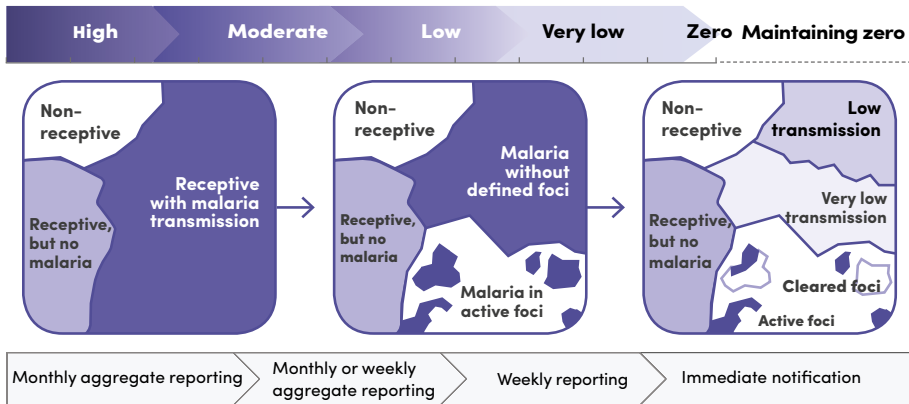 High Moderate Low Very low Zero Maintaining zero
Non-
receptive
Receptive
with malaria
transmission
Receptive,
but no
malaria
Non-
receptive
Malaria
without
defined foci
Receptive,
but no
malaria
Malaria in
active foci
Non-
receptive
Low
transmission
Very low
transmission
Receptive,
but no
malaria
Cleared foci
Active foci
Monthly aggregate reporting
Monthly or weekly
aggregate reporting
Weekly reporting
Immediate notification